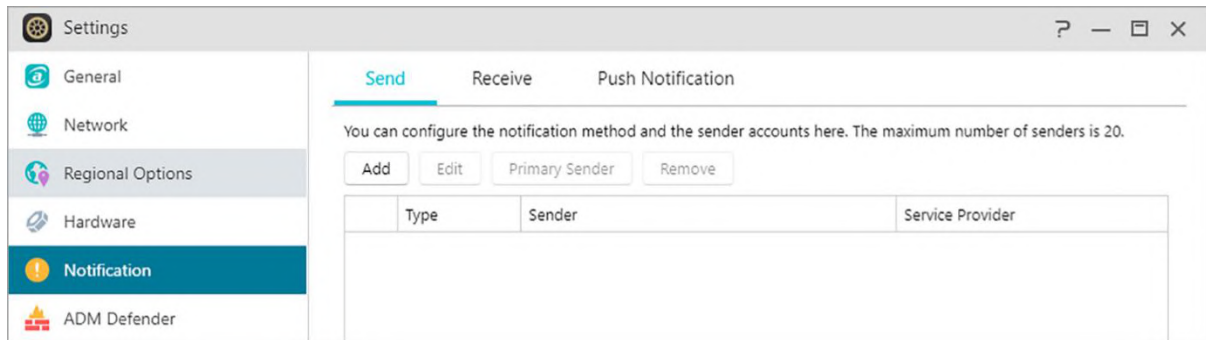 Settings
General
Network
Regional Options
Hardware
Notification
ADM Defender
Send Receive Push Notification
You can configure the notification method and the sender accounts here. The maximum number of senders is 20.
Add Edit Primary Sender Remove
Type Sender Service Provider